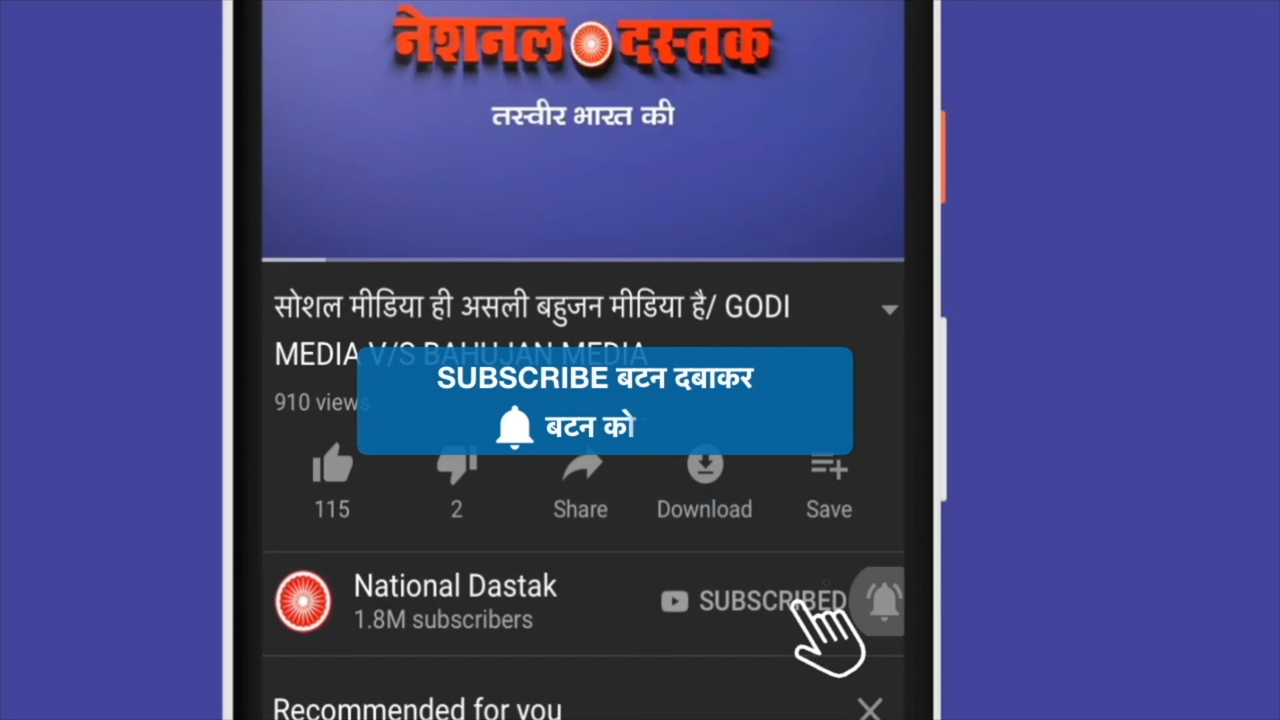 नेशनल दस्तक
तस्वीर भारत की
सोशल मीडिया ही असली बहुजन मीडिया है/ GODI
MEDIA V/S BAHUJAN MEDIA
910 views
SUBSCRIBE बटन दबाकर
बटन को
115
2
Share
Download
Save
National Dastak
1.8M subscribers
SUBSCRIBED
Recommended for you